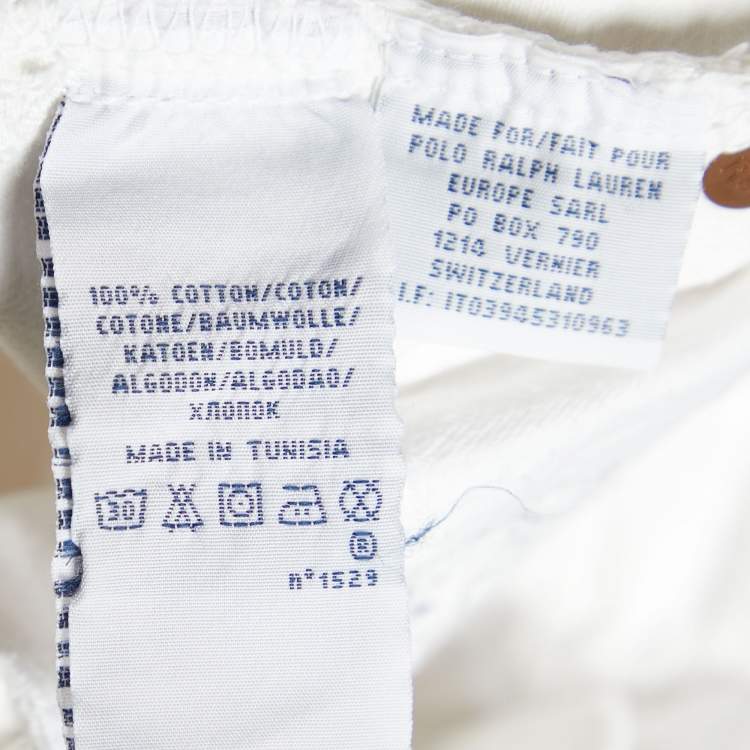 100% COTTON/COTON/
COTONE/BAUMWOLLE/
KATOEN/BOMULD/
ALGODON/ALGODAO/
ХЛОПОК
MADE IN TUNISIA
30
®
n°1529
MADE FOR/FAIT POUR
POLO RALPH LAUREN
EUROPE SARL
PO BOX 790
1214 VERNIER
SWITZERLAND
I.F: IT03945310963